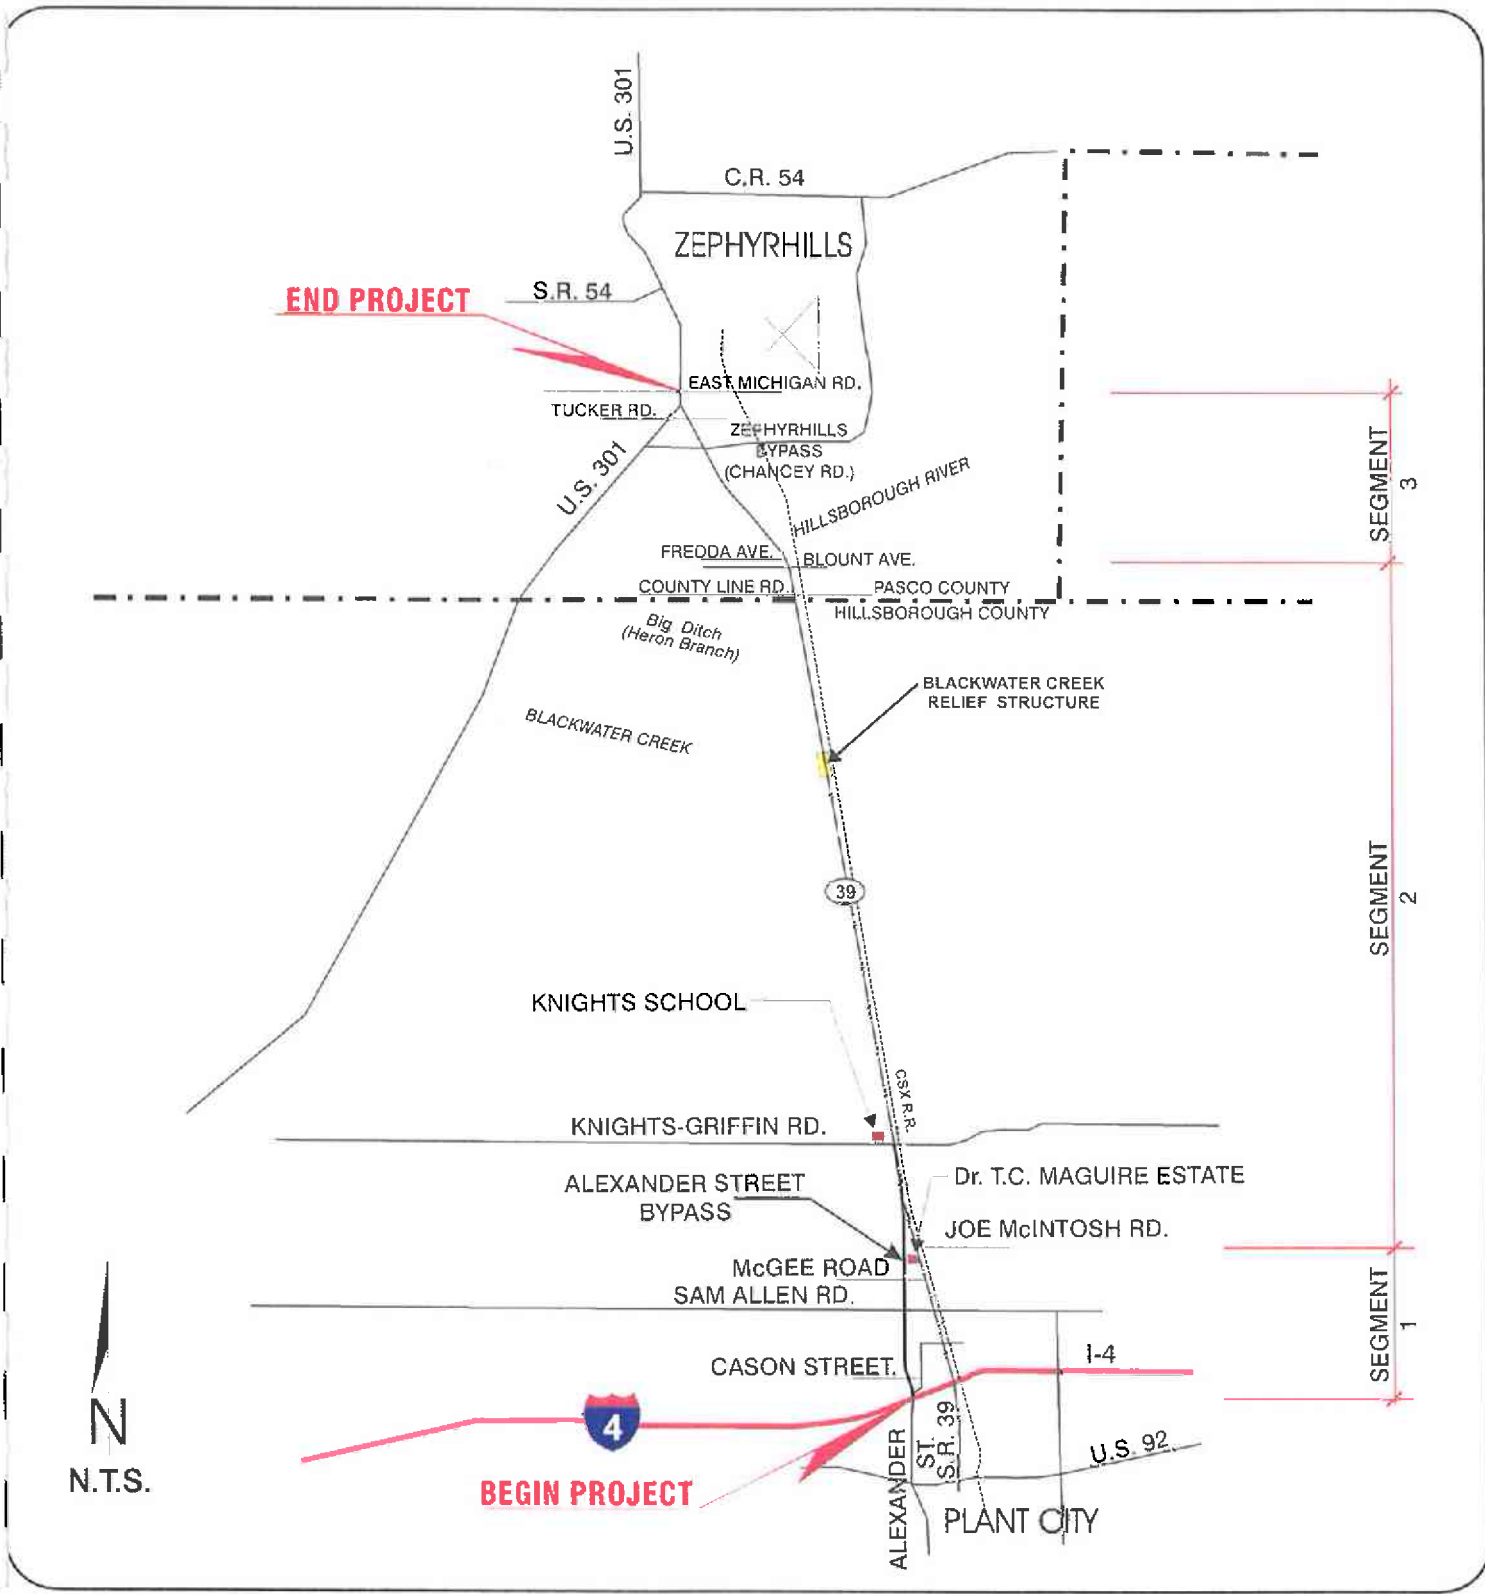 U.S. 301
C.R. 54
ZEPHYRHILLS
S.R. 54
END PROJECT
EAST MICHIGAN RD.
TUCKER RD.
ZEPHYRHILLS
BYPASS
(CHANCEY RD.)
U.S. 301
HILLSBOROUGH RIVER
SEGMENT
3
FREDDA AVE.
BLOUNT AVE.
COUNTY LINE RD.
PASCO COUNTY
HILLSBOROUGH COUNTY
Big Ditch
(Heron Branch)
BLACKWATER CREEK
RELIEF STRUCTURE
BLACKWATER CREEK
39
SEGMENT
2
KNIGHTS SCHOOL
CSX R.R.
KNIGHTS-GRIFFIN RD.
ALEXANDER STREET
BYPASS
Dr. T.C. MAGUIRE ESTATE
JOE McINTOSH RD.
McGEE ROAD
SAM ALLEN RD.
SEGMENT
1
CASON STREET.
I-4
4
N
N.T.S.
BEGIN PROJECT
ALEXANDER
ST.
S.R. 39
U.S. 92
PLANT CITY